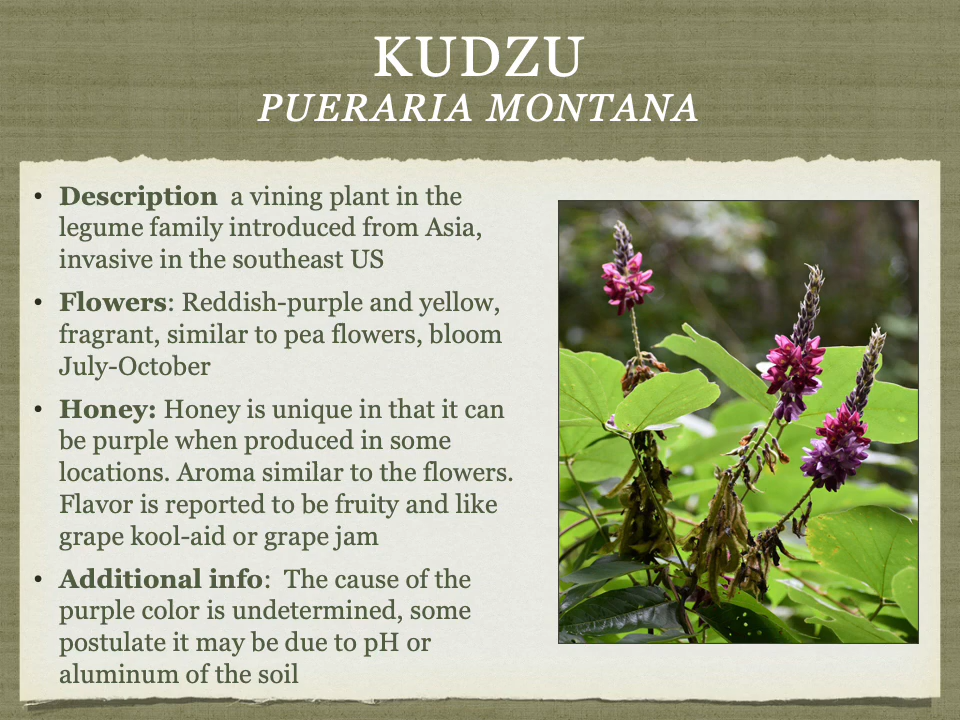 KUDZU
PUERARIA MONTANA
• Description  a vining plant in the
legume family introduced from Asia,
invasive in the southeast US
• Flowers: Reddish-purple and yellow,
fragrant, similar to pea flowers, bloom
July-October
• Honey: Honey is unique in that it can
be purple when produced in some
locations. Aroma similar to the flowers.
Flavor is reported to be fruity and like
grape kool-aid or grape jam
• Additional info:  The cause of the
purple color is undetermined, some
postulate it may be due to pH or
aluminum of the soil